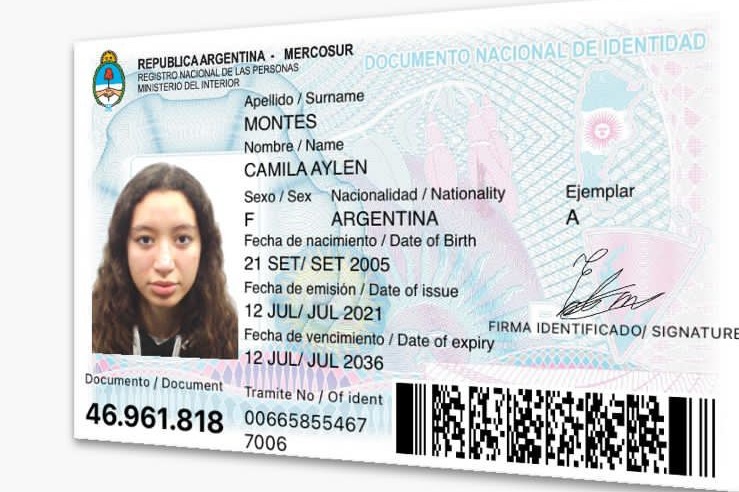 REPUBLICA ARGENTINA - MERCOSUR
REGISTRO NACIONAL DE LAS PERSONAS
MINISTERIO DEL INTERIOR
DOCUMENTO NACIONAL DE IDENTIDAD
Apellido / Surname
MONTES
Nombre / Name
CAMILA AYLEN
Sexo / Sex Nacionalidad / Nationality Ejemplar
F ARGENTINA A
Fecha de nacimiento / Date of Birth
21 SET/ SET 2005
Fecha de emisión / Date of issue
12 JUL/ JUL 2021
FIRMA IDENTIFICADO/ SIGNATURE
Fecha de vencimiento / Date of expiry
12 JUL/ JUL 2036
Documento / Document
46.961.818
Tramite No / Of ident
00665855467
7006